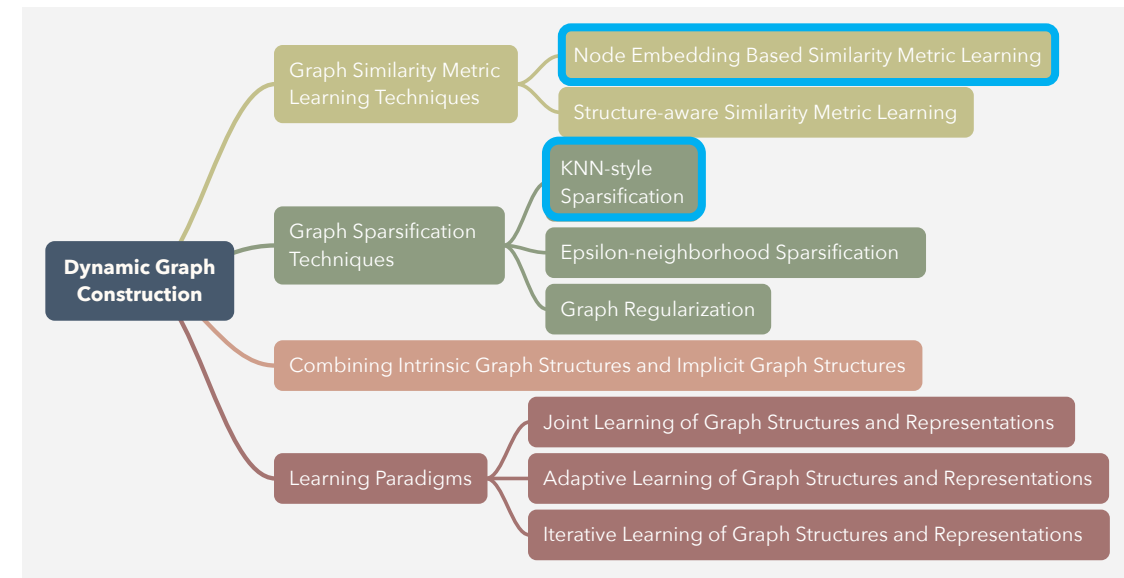 Node Embedding Based Similarity Metric Learning
Graph Similarity Metric
Learning Techniques
Structure-aware Similarity Metric Learning
KNN-style
Sparsification
Graph Sparsification
Techniques
Epsilon-neighborhood Sparsification
Graph Regularization
Dynamic Graph
Construction
Combining Intrinsic Graph Structures and Implicit Graph Structures
Joint Learning of Graph Structures and Representations
Learning Paradigms
Adaptive Learning of Graph Structures and Representations
Iterative Learning of Graph Structures and Representations